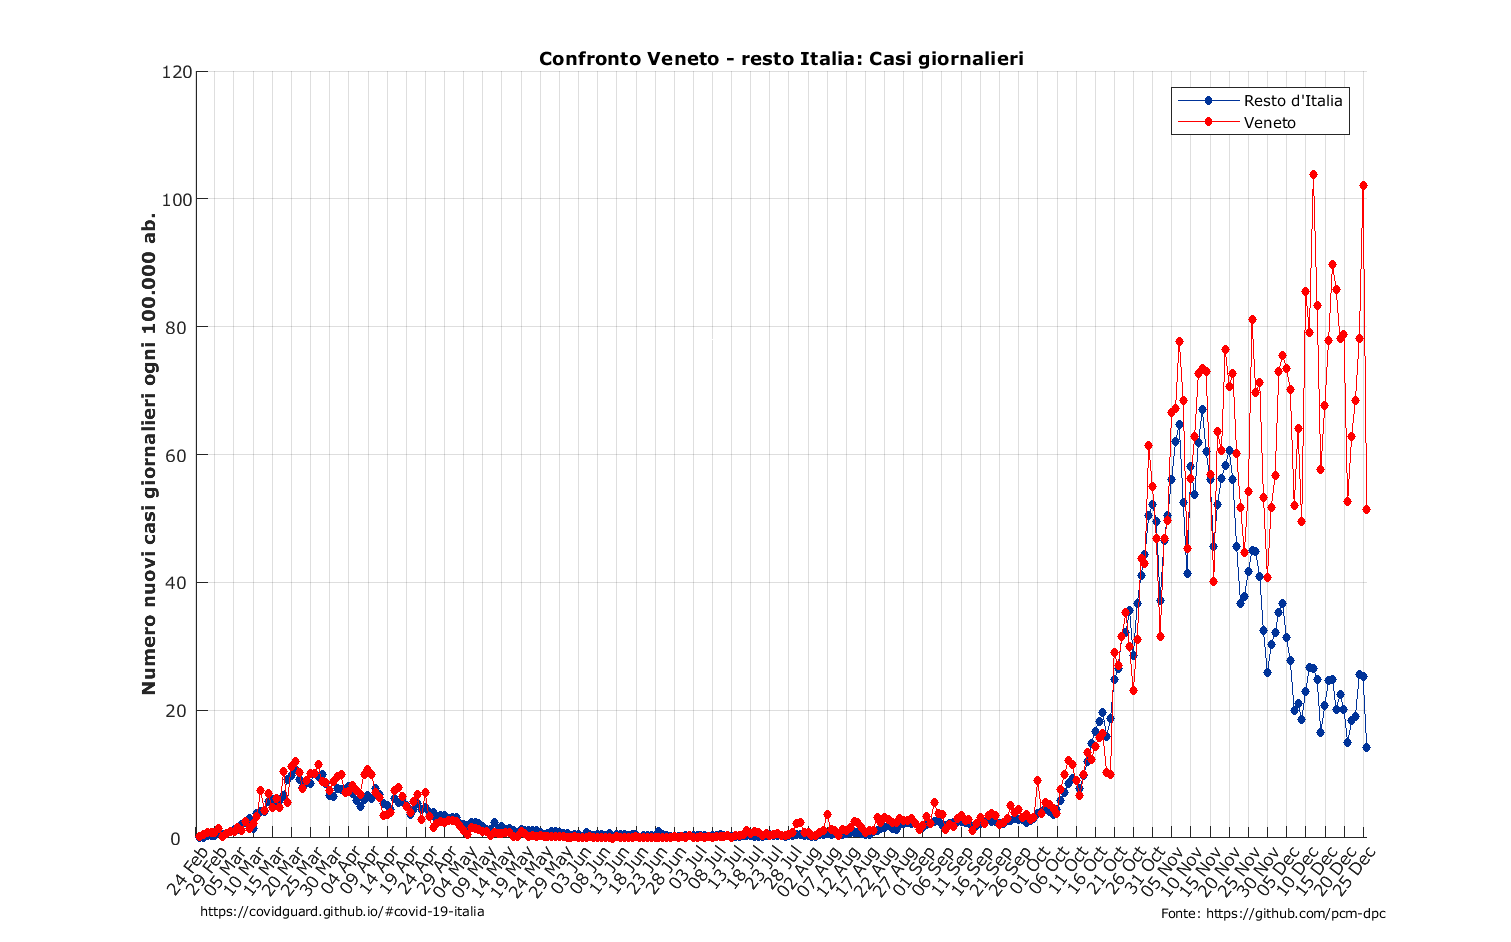 Confronto Veneto - resto Italia: Casi giornalieri
Resto d'Italia
Veneto
Numero nuovi casi giornalieri ogni 100.000 ab.
120
100
80
60
40
20
0
24 Feb
29 Feb
05 Mar
10 Mar
15 Mar
20 Mar
25 Mar
30 Mar
04 Apr
09 Apr
14 Apr
19 Apr
24 Apr
29 Apr
04 May
09 May
14 May
19 May
24 May
29 May
03 Jun
08 Jun
13 Jun
18 Jun
23 Jun
28 Jun
03 Jul
08 Jul
13 Jul
18 Jul
23 Jul
28 Jul
02 Aug
07 Aug
12 Aug
17 Aug
22 Aug
27 Aug
01 Sep
06 Sep
11 Sep
16 Sep
21 Sep
26 Sep
01 Oct
06 Oct
11 Oct
16 Oct
21 Oct
26 Oct
31 Oct
05 Nov
10 Nov
15 Nov
20 Nov
25 Nov
30 Nov
05 Dec
10 Dec
15 Dec
20 Dec
25 Dec
https://covidguard.github.io/#covid-19-italia
Fonte: https://github.com/pcm-dpc